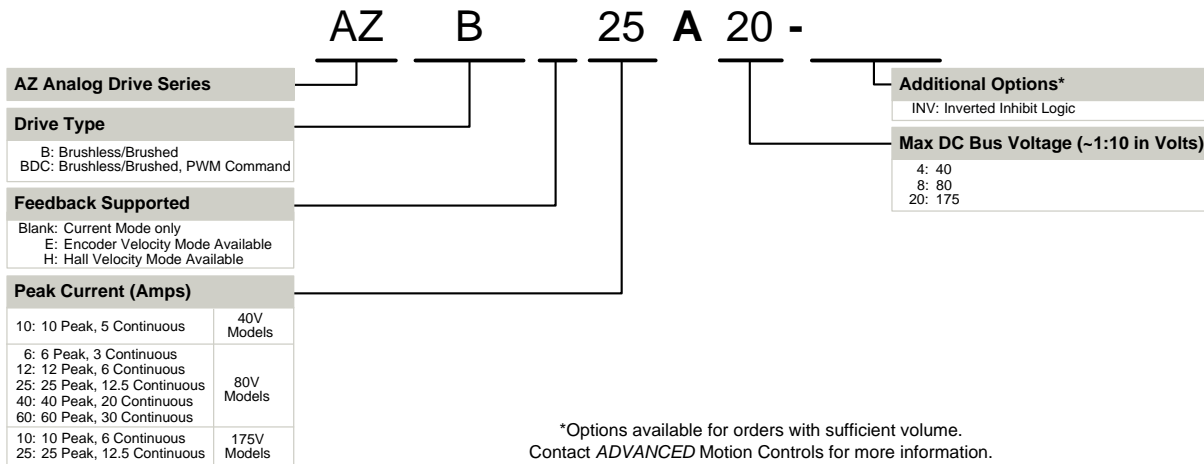 AZ B 25 A 20 -
AZ Analog Drive Series
Drive Type
B: Brushless/Brushed
BDC: Brushless/Brushed, PWM Command
Feedback Supported
Blank: Current Mode only
E: Encoder Velocity Mode Available
H: Hall Velocity Mode Available
Peak Current (Amps)
10: 10 Peak, 5 Continuous
40V
Models
6: 6 Peak, 3 Continuous
12: 12 Peak, 6 Continuous
25: 25 Peak, 12.5 Continuous
40: 40 Peak, 20 Continuous
60: 60 Peak, 30 Continuous
80V
Models
10: 10 Peak, 6 Continuous
25: 25 Peak, 12.5 Continuous
175V
Models
Additional Options*
INV: Inverted Inhibit Logic
Max DC Bus Voltage (~1:10 in Volts)
4: 40
8: 80
20: 175
*Options available for orders with sufficient volume.
Contact ADVANCED Motion Controls for more information.